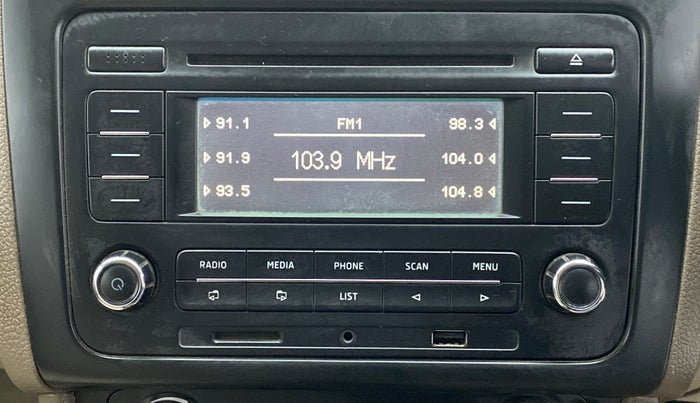 91.1 FM1 98.3
91.9 103.9 MHz 104.0
93.5 104.8
RADIO MEDIA PHONE SCAN MENU
LIST